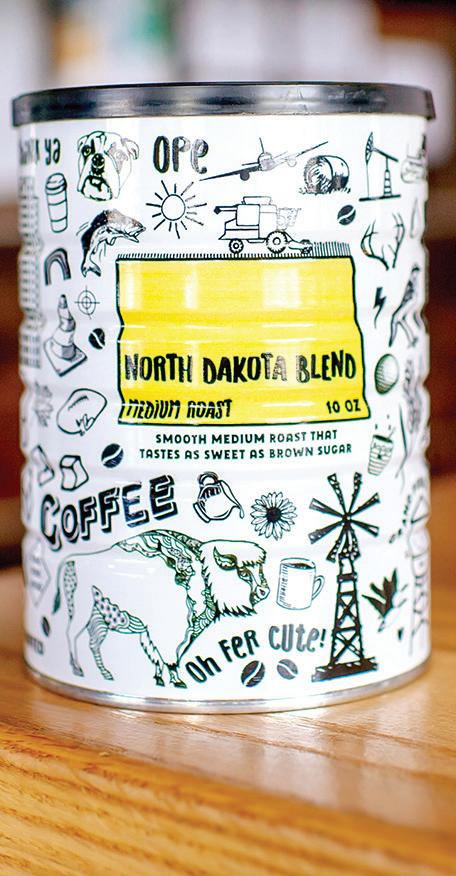 Ope
NORTH DAKOTA BLEND
MEDIUM ROAST 10 OZ
SMOOTH MEDIUM ROAST THAT
TASTES AS SWEET AS BROWN SUGAR
COFFEE
Oh FER CUte!